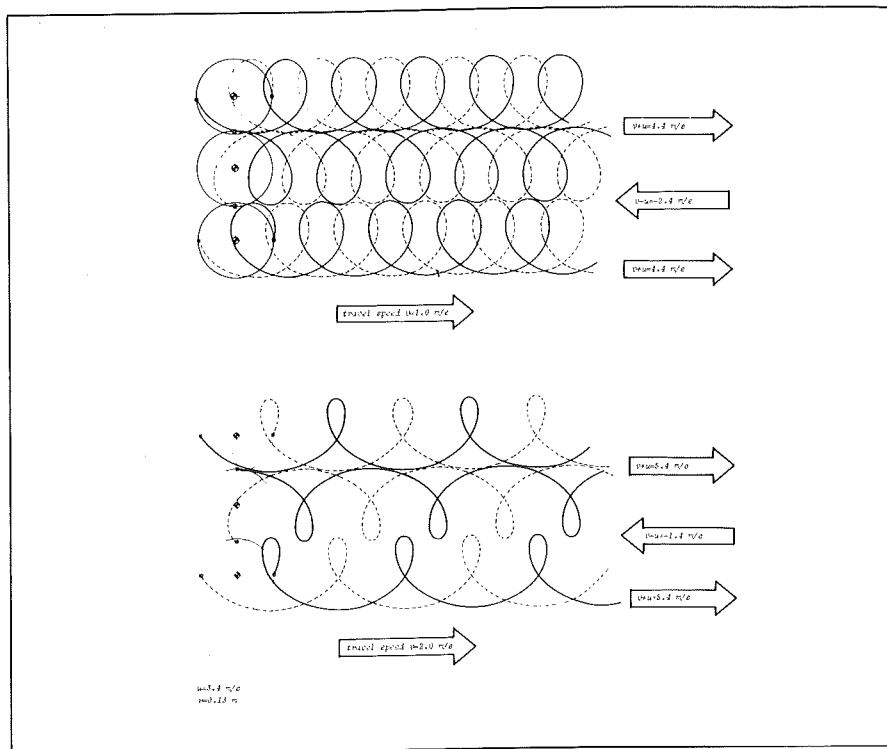 v+u=4.4 m/s
v-u=-2.4 m/s
v+u=4.4 m/s
travel speed v=1.0 m/s
v+u=5.4 m/s
v-u=-1.4 m/s
v+u=5.4 m/s
travel speed v=2.0 m/s
u=3.4 m/s
r=0.13 m